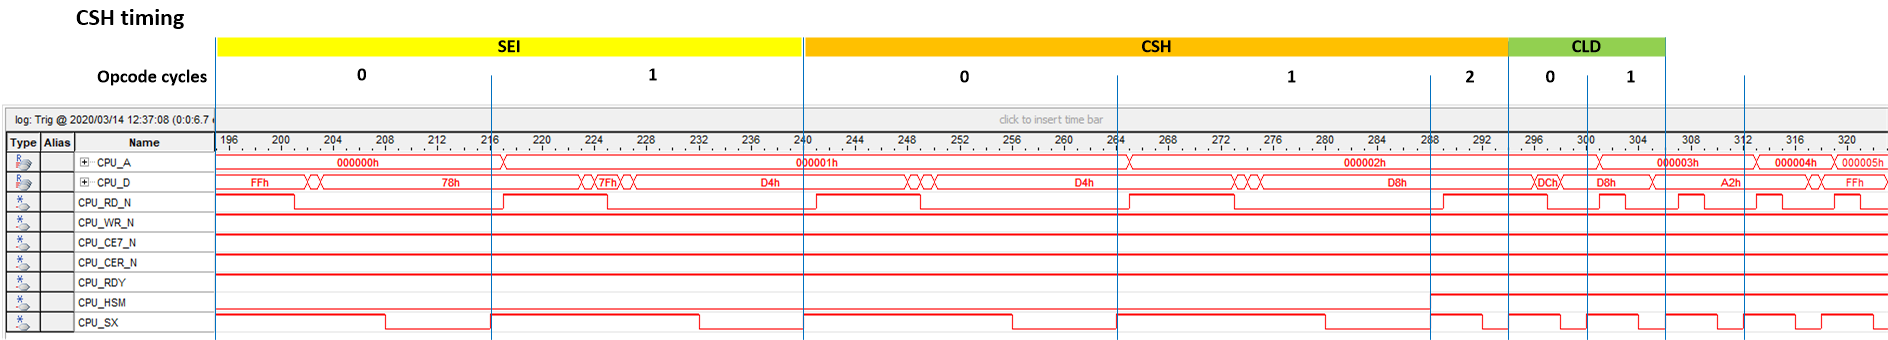 CSH timing
SEI CSH CLD
Opcode cycles 0 1 0 1 2 0 1
log: Trig @ 2020/03/14 12:37:08 (0:0:6.7 click to insert time bar
Type Alias Name 196 200 204 208 212 216 220 224 228 232 236 240 244 248 252 256 260 264 268 272 276 280 284 288 292 296 300 304 308 312 316 320
CPU_A 000000h 000001h 000002h 000003h 000004h 000005h
CPU_D FFh 78h 7Fh D4h D4h D8h DCh D8h A2h FFh
CPU_RD_N
CPU_WR_N
CPU_CE7_N
CPU_CER_N
CPU_RDY
CPU_HSM
CPU_SX